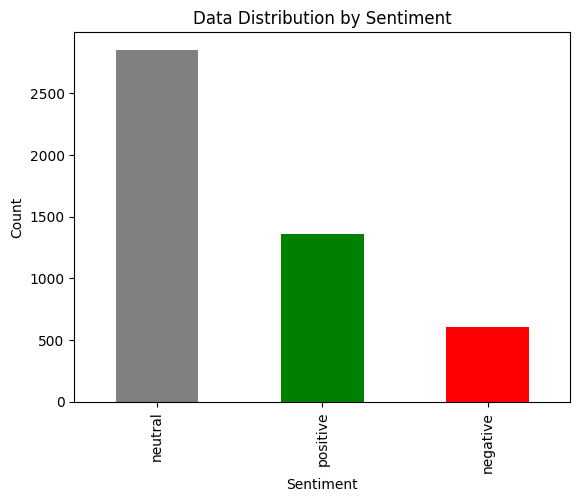 Data Distribution by Sentiment
Count
2500
2000
1500
1000
500
0
neutral
positive
negative
Sentiment